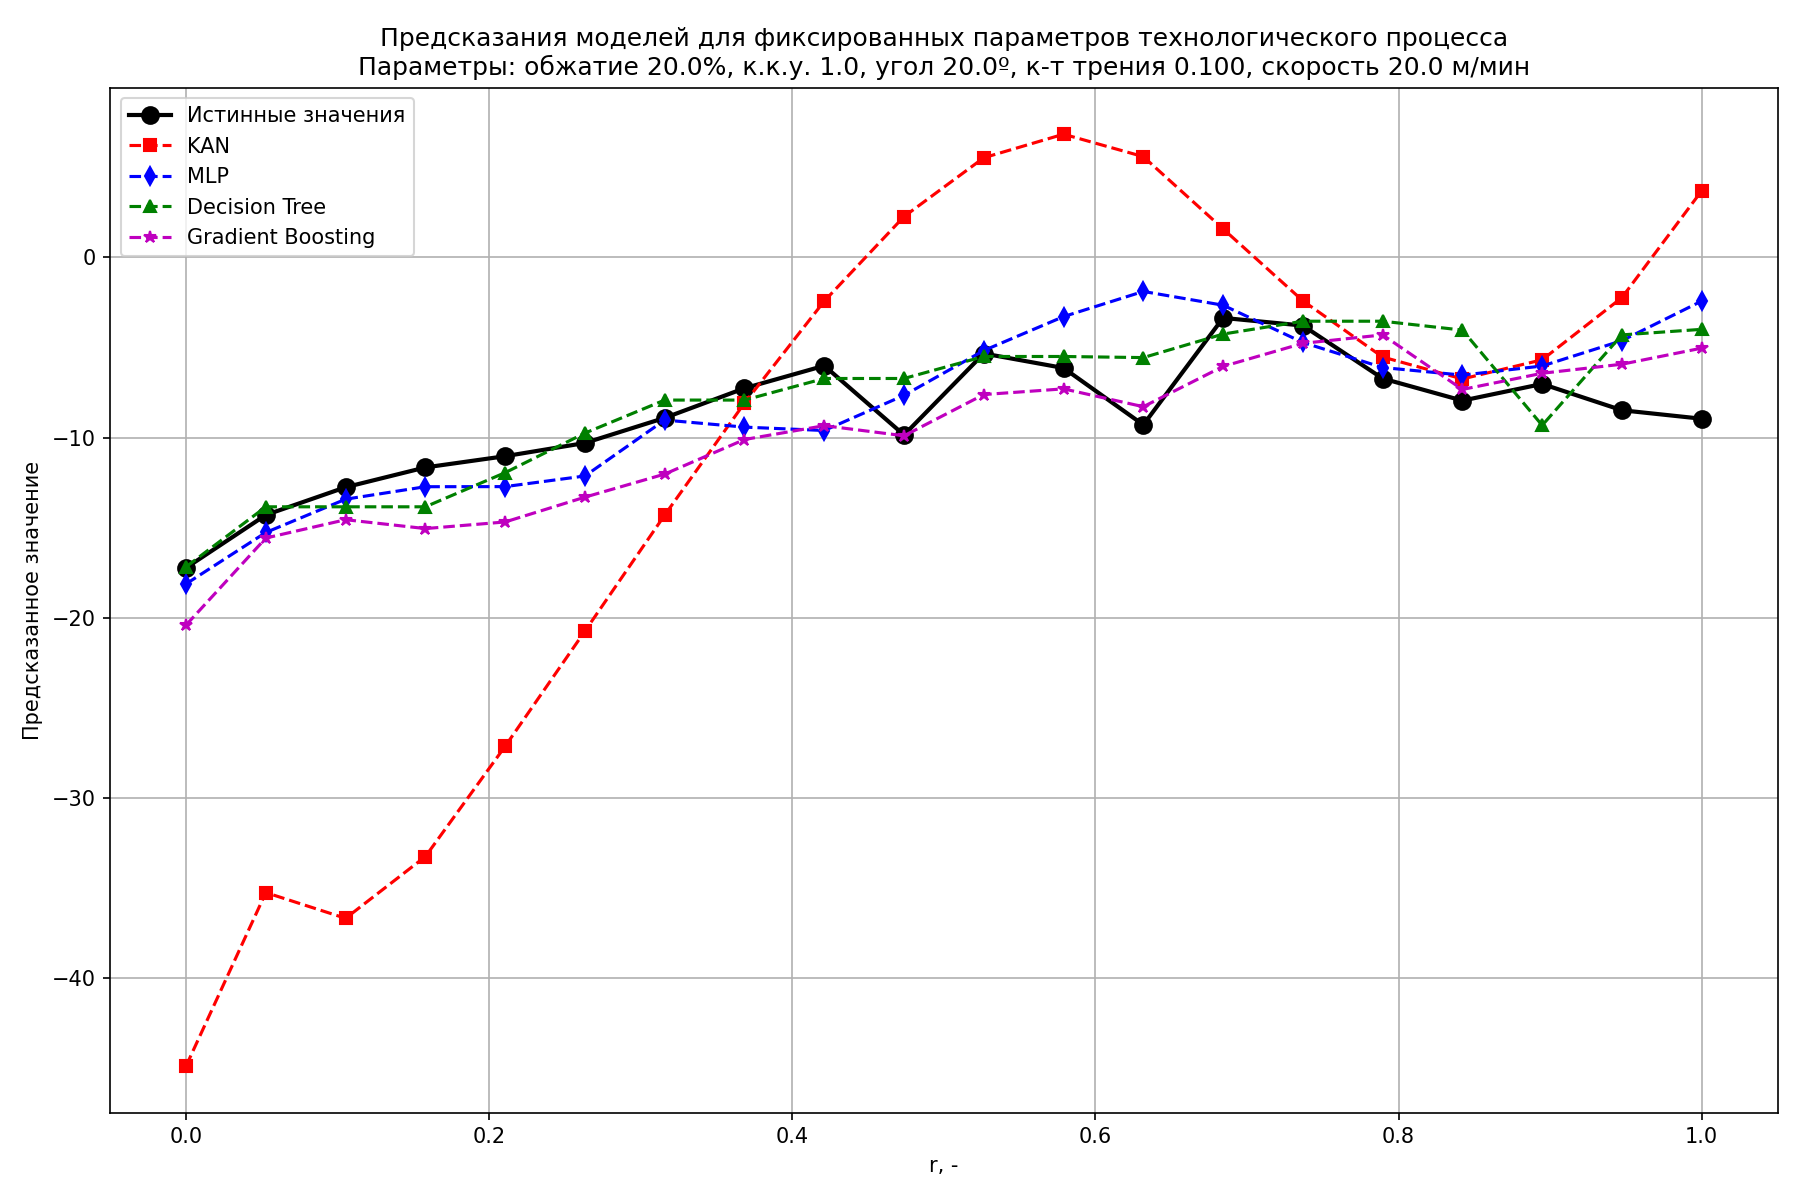 Предсказания моделей для фиксированных параметров технологического процесса
Параметры: обжатие 20.0%, к.к.у. 1.0, угол 20.0º, к-т трения 0.100, скорость 20.0 м/мин
Истинные значения
KAN
MLP
Decision Tree
Gradient Boosting
Предсказанное значение
0
−10
−20
−30
−40
0.0
0.2
0.4
0.6
0.8
1.0
r, -